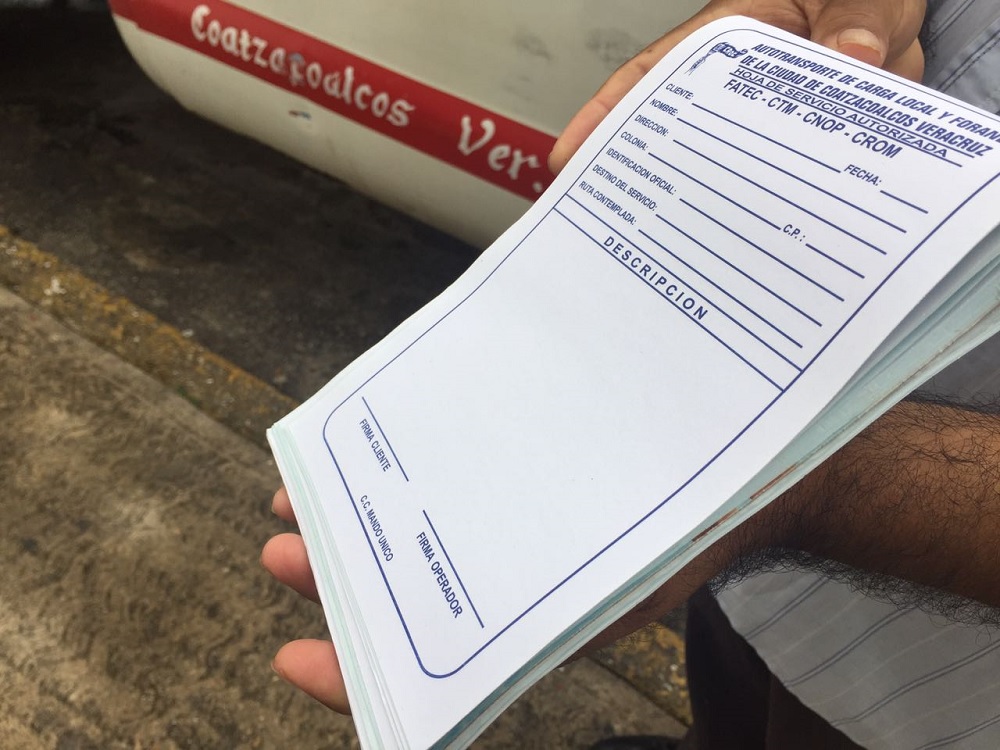 Coatzacoalcos Ver.
AUTOTRANSPORTE DE CARGA LOCAL Y FORAN
DE LA CIUDAD DE COATZACOALCOS VERACRUZ
HOJA DE SERVICIO AUTORIZADA
FATEC - CTM - CNOP - CROM
CLIENTE: FECHA:
NOMBRE:
DIRECCION:
COLONIA: C.P.:
IDENTIFICACION OFICIAL:
DESTINO DEL SERVICIO:
RUTA CONTEMPLADA:
DESCRIPCION
FIRMA CLIENTE
FIRMA OPERADOR
C.C. MANDO UNICO